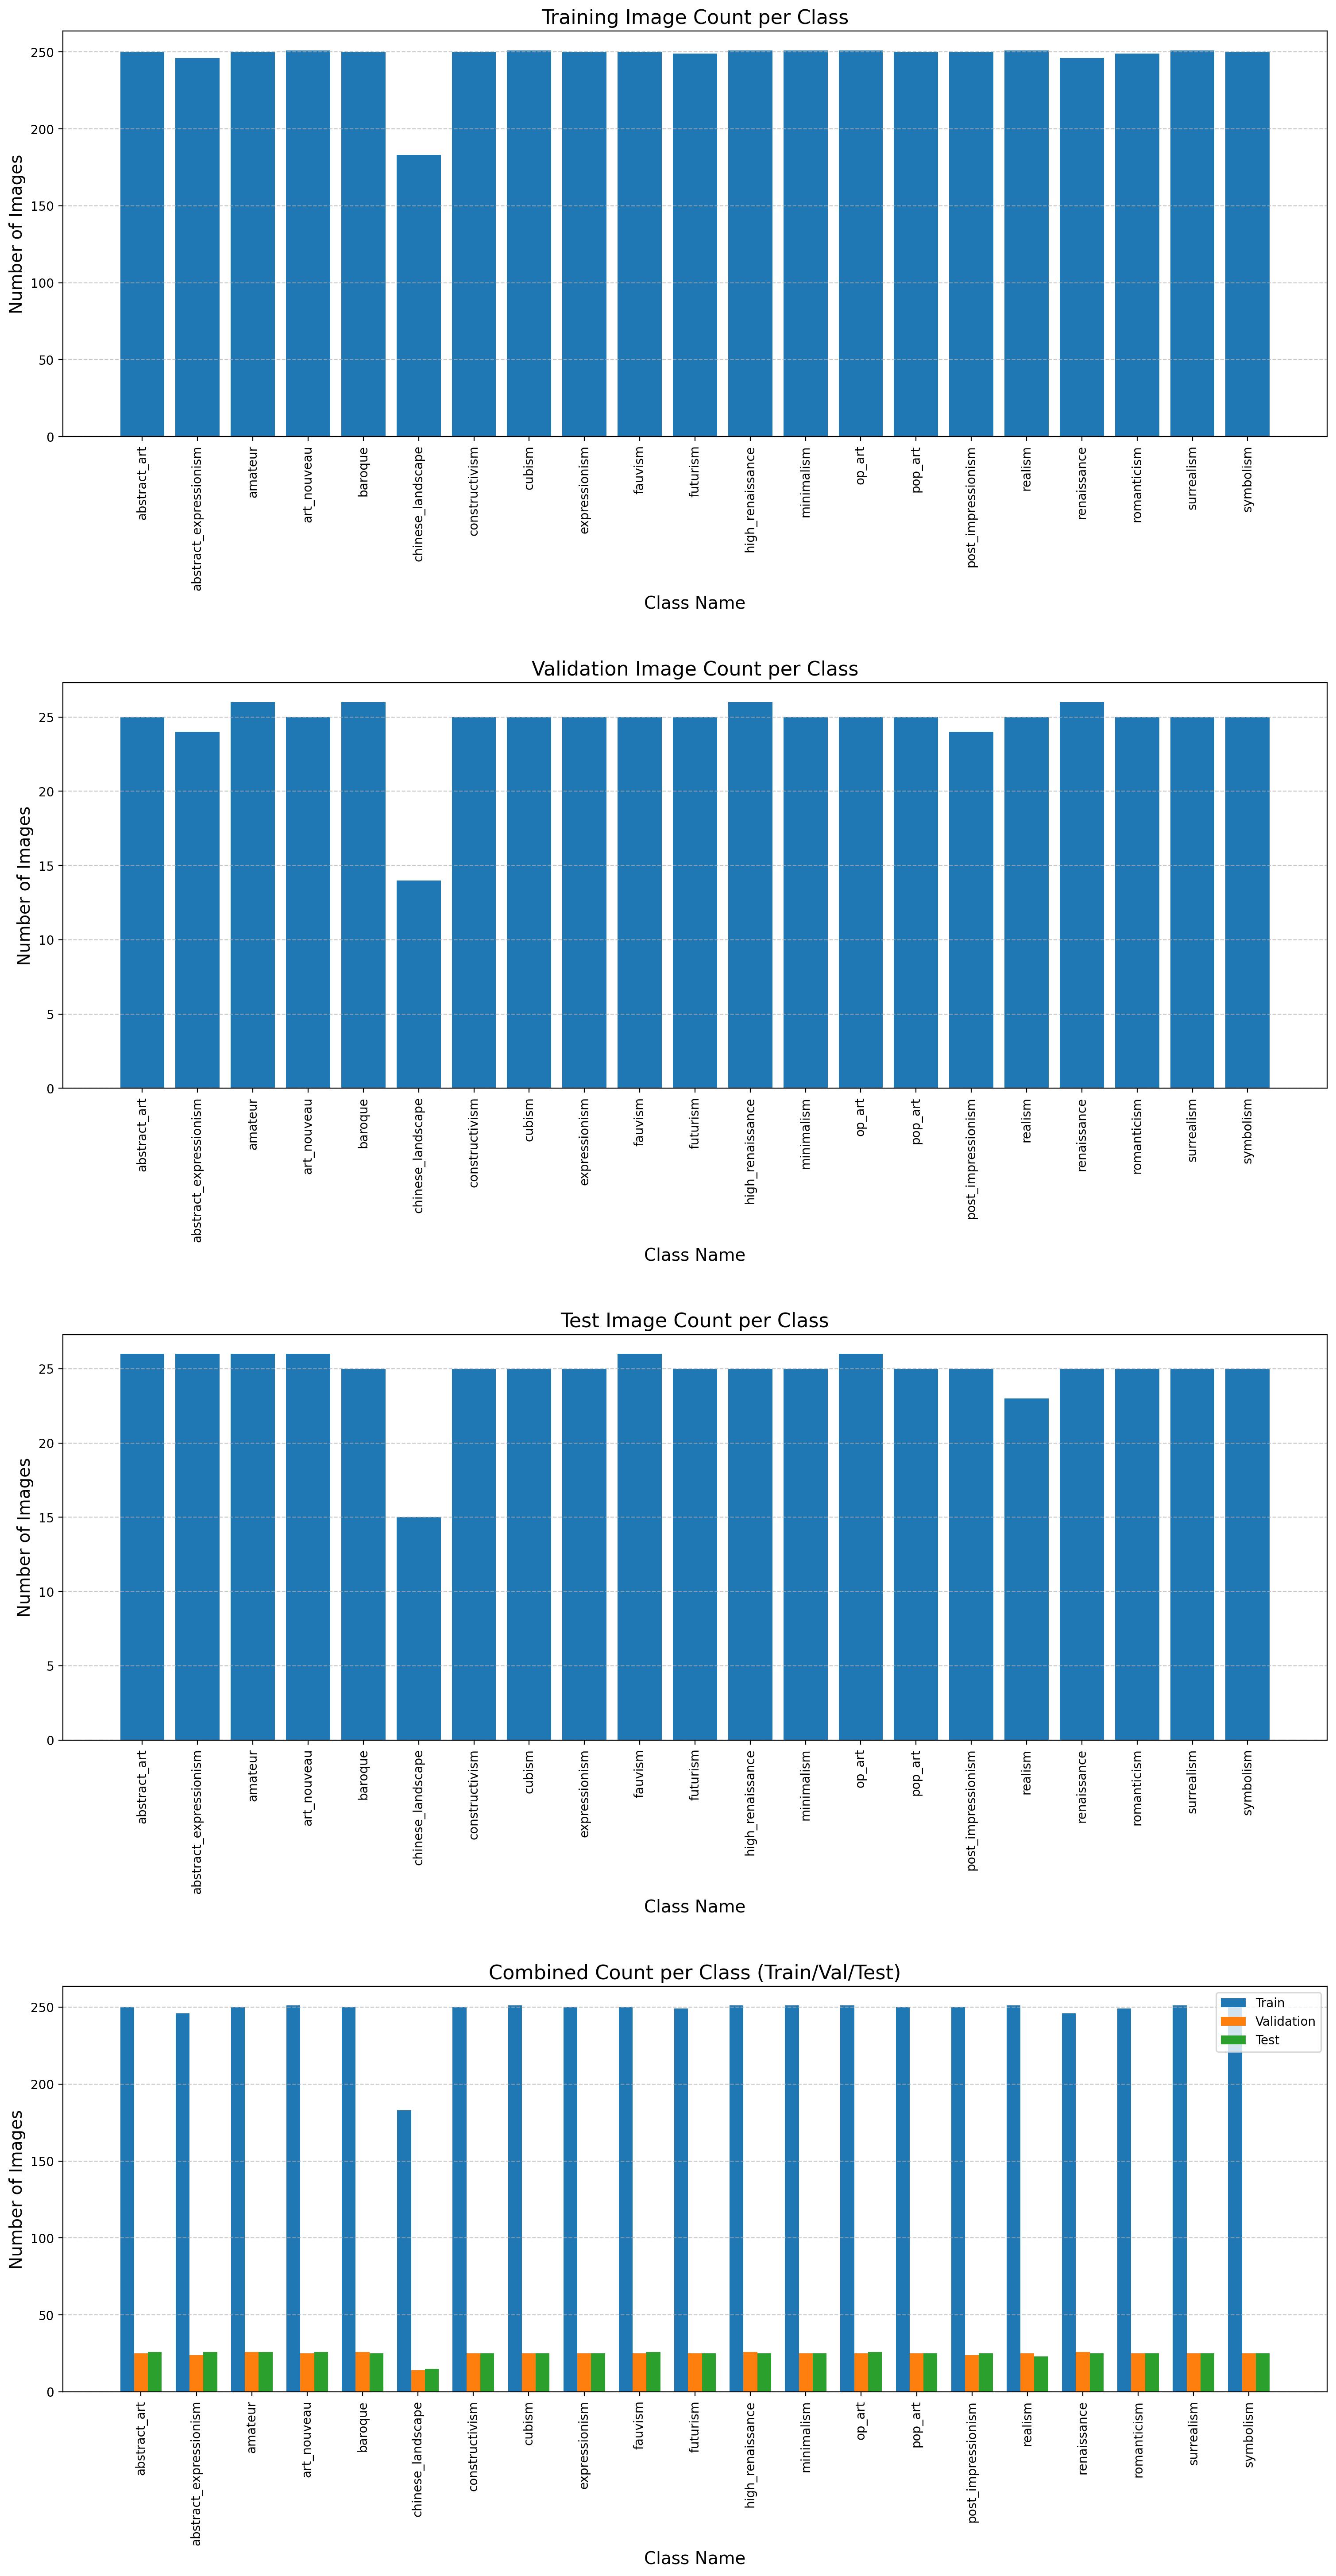 Training Image Count per Class
Number of Images
250
200
150
100
50
0
abstract_art
abstract_expressionism
amateur
art_nouveau
baroque
chinese_landscape
constructivism
cubism
expressionism
fauvism
futurism
high_renaissance
minimalism
op_art
pop_art
post_impressionism
realism
renaissance
romanticism
surrealism
symbolism
Class Name
Validation Image Count per Class
Number of Images
25
20
15
10
5
0
abstract_art
abstract_expressionism
amateur
art_nouveau
baroque
chinese_landscape
constructivism
cubism
expressionism
fauvism
futurism
high_renaissance
minimalism
op_art
pop_art
post_impressionism
realism
renaissance
romanticism
surrealism
symbolism
Class Name
Test Image Count per Class
Number of Images
25
20
15
10
5
0
abstract_art
abstract_expressionism
amateur
art_nouveau
baroque
chinese_landscape
constructivism
cubism
expressionism
fauvism
futurism
high_renaissance
minimalism
op_art
pop_art
post_impressionism
realism
renaissance
romanticism
surrealism
symbolism
Class Name
Combined Count per Class (Train/Val/Test)
Number of Images
250
200
150
100
50
0
Train
Validation
Test
abstract_art
abstract_expressionism
amateur
art_nouveau
baroque
chinese_landscape
constructivism
cubism
expressionism
fauvism
futurism
high_renaissance
minimalism
op_art
pop_art
post_impressionism
realism
renaissance
romanticism
surrealism
symbolism
Class Name